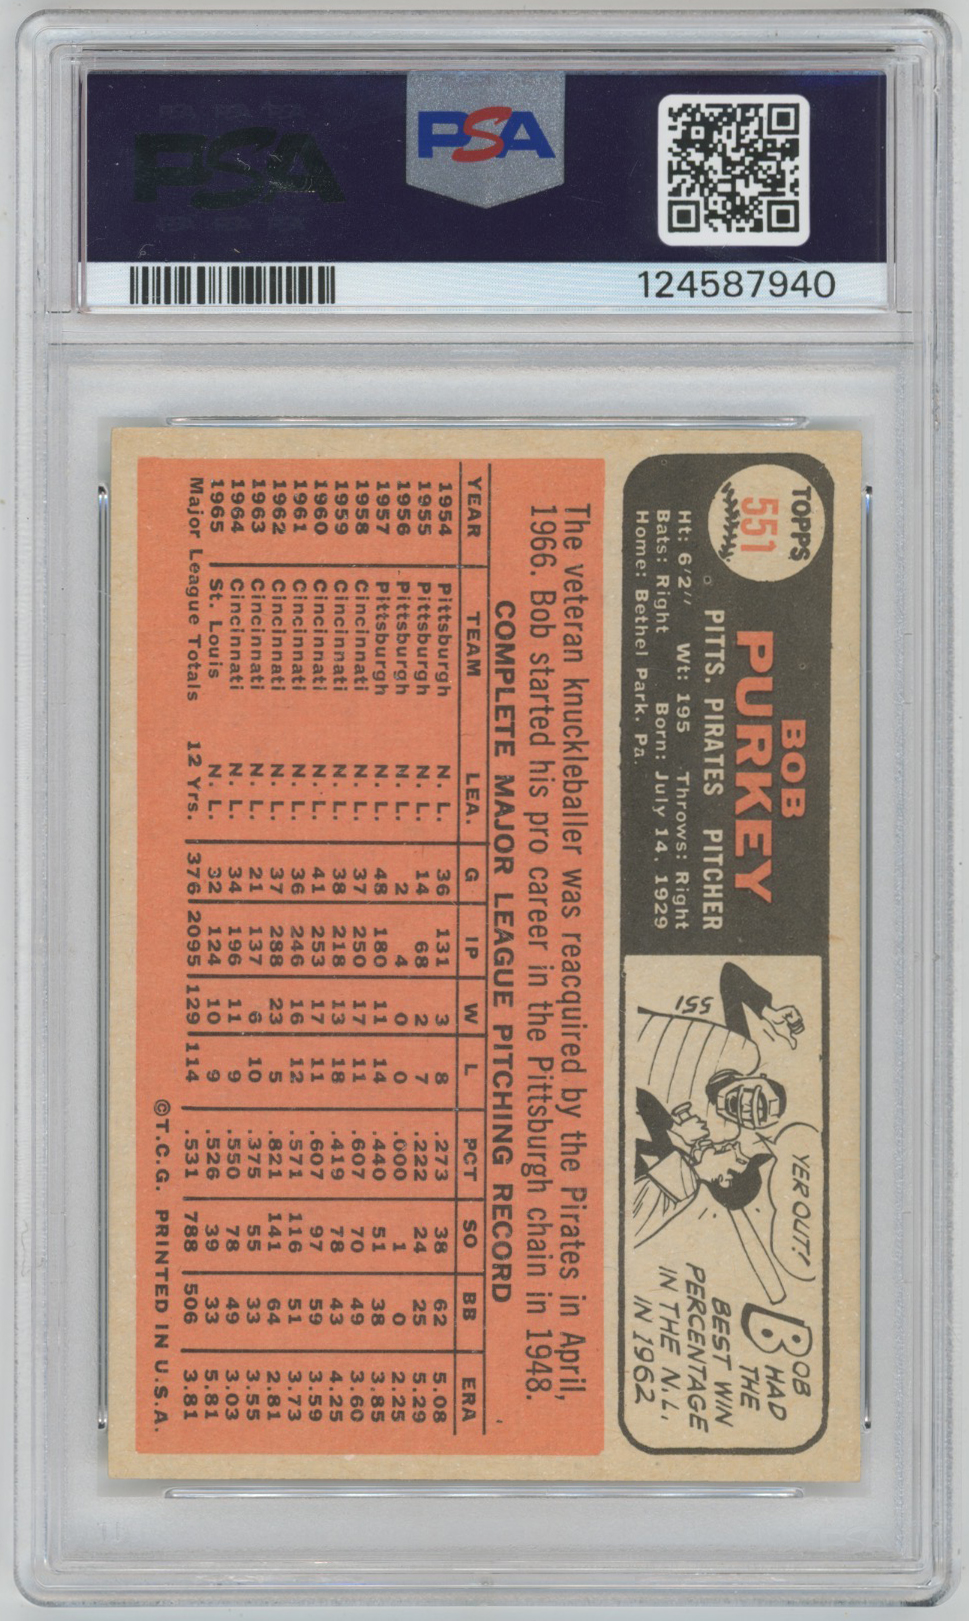 PSA
PSA
124587940
TOPPS
551
BOB
PURKEY
PITTS. PIRATES PITCHER
Ht: 6'2" Wt: 195 Throws: Right
Bats: Right Born: July 14, 1929
Home: Bethel Park, Pa.
551
YER OUT!
BOB
HAD
THE
BEST WIN
PERCENTAGE
IN THE N.L.
IN 1962
The veteran knuckleballer was reacquired by the Pirates in April,
1966. Bob started his pro career in the Pittsburgh chain in 1948.
COMPLETE MAJOR LEAGUE PITCHING RECORD
YEAR TEAM LEA. G IP W L PCT SO BB ERA
1954 Pittsburgh N. L. 36 131 3 8 .273 38 62 5.08
1955 Pittsburgh N. L. 14 68 2 7 .222 24 25 5.29
1956 Pittsburgh N. L. 2 4 0 0 .000 1 0 2.25
1957 Pittsburgh N. L. 48 180 11 14 .440 51 38 3.85
1958 Cincinnati N. L. 37 250 17 11 .607 70 49 3.60
1959 Cincinnati N. L. 38 218 13 18 .419 78 43 4.25
1960 Cincinnati N. L. 41 253 17 11 .607 97 59 3.59
1961 Cincinnati N. L. 36 246 16 12 .571 116 51 3.73
1962 Cincinnati N. L. 37 288 23 5 .821 141 64 2.81
1963 Cincinnati N. L. 21 137 6 10 .375 55 33 3.55
1964 Cincinnati N. L. 34 196 11 9 .550 78 49 3.03
1965 St. Louis N. L. 32 124 10 9 .526 39 33 5.81
Major League Totals 12 Yrs. 376 2095 129 114 .531 788 506 3.81
©T.C.G. PRINTED IN U.S.A.